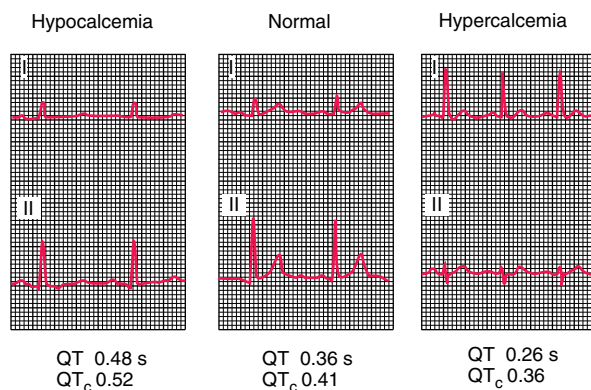 Hypocalcemia Normal Hypercalcemia
I I I
II II II
QT 0.48 s QT 0.36 s QT 0.26 s
QTc 0.52 QTc 0.41 QTc 0.36